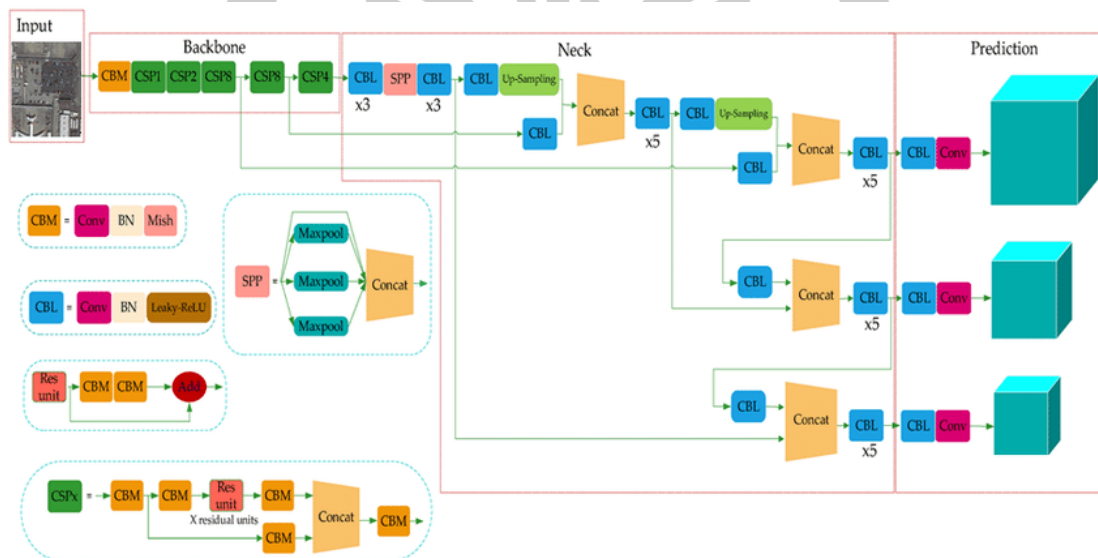 Input
Backbone
Neck
Prediction
CBM CSP1 CSP2 CSP8 CSP8 CSP4 CBL SPP CBL CBL Up-Sampling
x3 x3
Concat
CBL
CBL CBL Up-Sampling
x5
CBL
Concat
CBL CBL Conv
x5
CBM = Conv BN Mish
CBL = Conv BN Leaky-ReLU
SPP = Maxpool Maxpool Maxpool Concat
CBL
Concat
CBL CBL Conv
x5
Res unit CBM CBM Add
CBL
Concat
CBL CBL Conv
x5
CSPx = CBM CBM Res unit CBM
X residual units
CBM
Concat
CBM